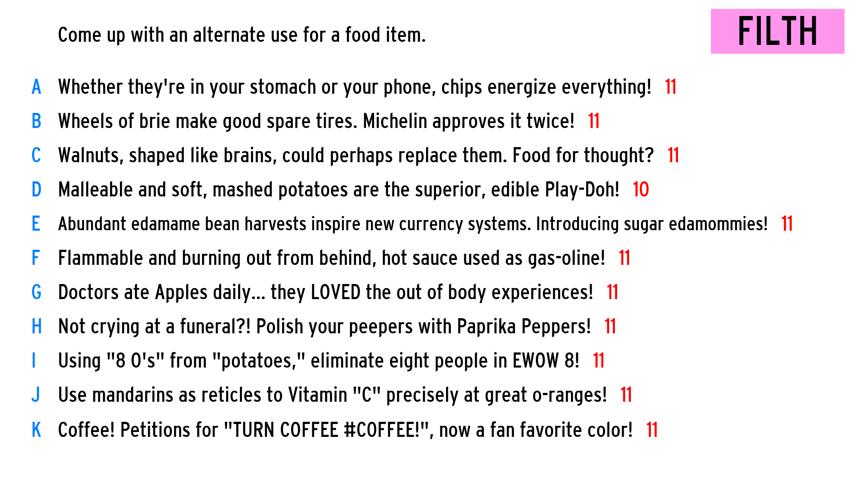 Come up with an alternate use for a food item.
FILTH
A Whether they're in your stomach or your phone, chips energize everything! 11
B Wheels of brie make good spare tires. Michelin approves it twice! 11
C Walnuts, shaped like brains, could perhaps replace them. Food for thought? 11
D Malleable and soft, mashed potatoes are the superior, edible Play-Doh! 10
E Abundant edamame bean harvests inspire new currency systems. Introducing sugar edamommies! 11
F Flammable and burning out from behind, hot sauce used as gas-oline! 11
G Doctors ate Apples daily... they LOVED the out of body experiences! 11
H Not crying at a funeral?! Polish your peepers with Paprika Peppers! 11
I Using "8 O's" from "potatoes," eliminate eight people in EWOW 8! 11
J Use mandarins as reticles to Vitamin "C" precisely at great o-ranges! 11
K Coffee! Petitions for "TURN COFFEE #COFFEE!", now a fan favorite color! 11